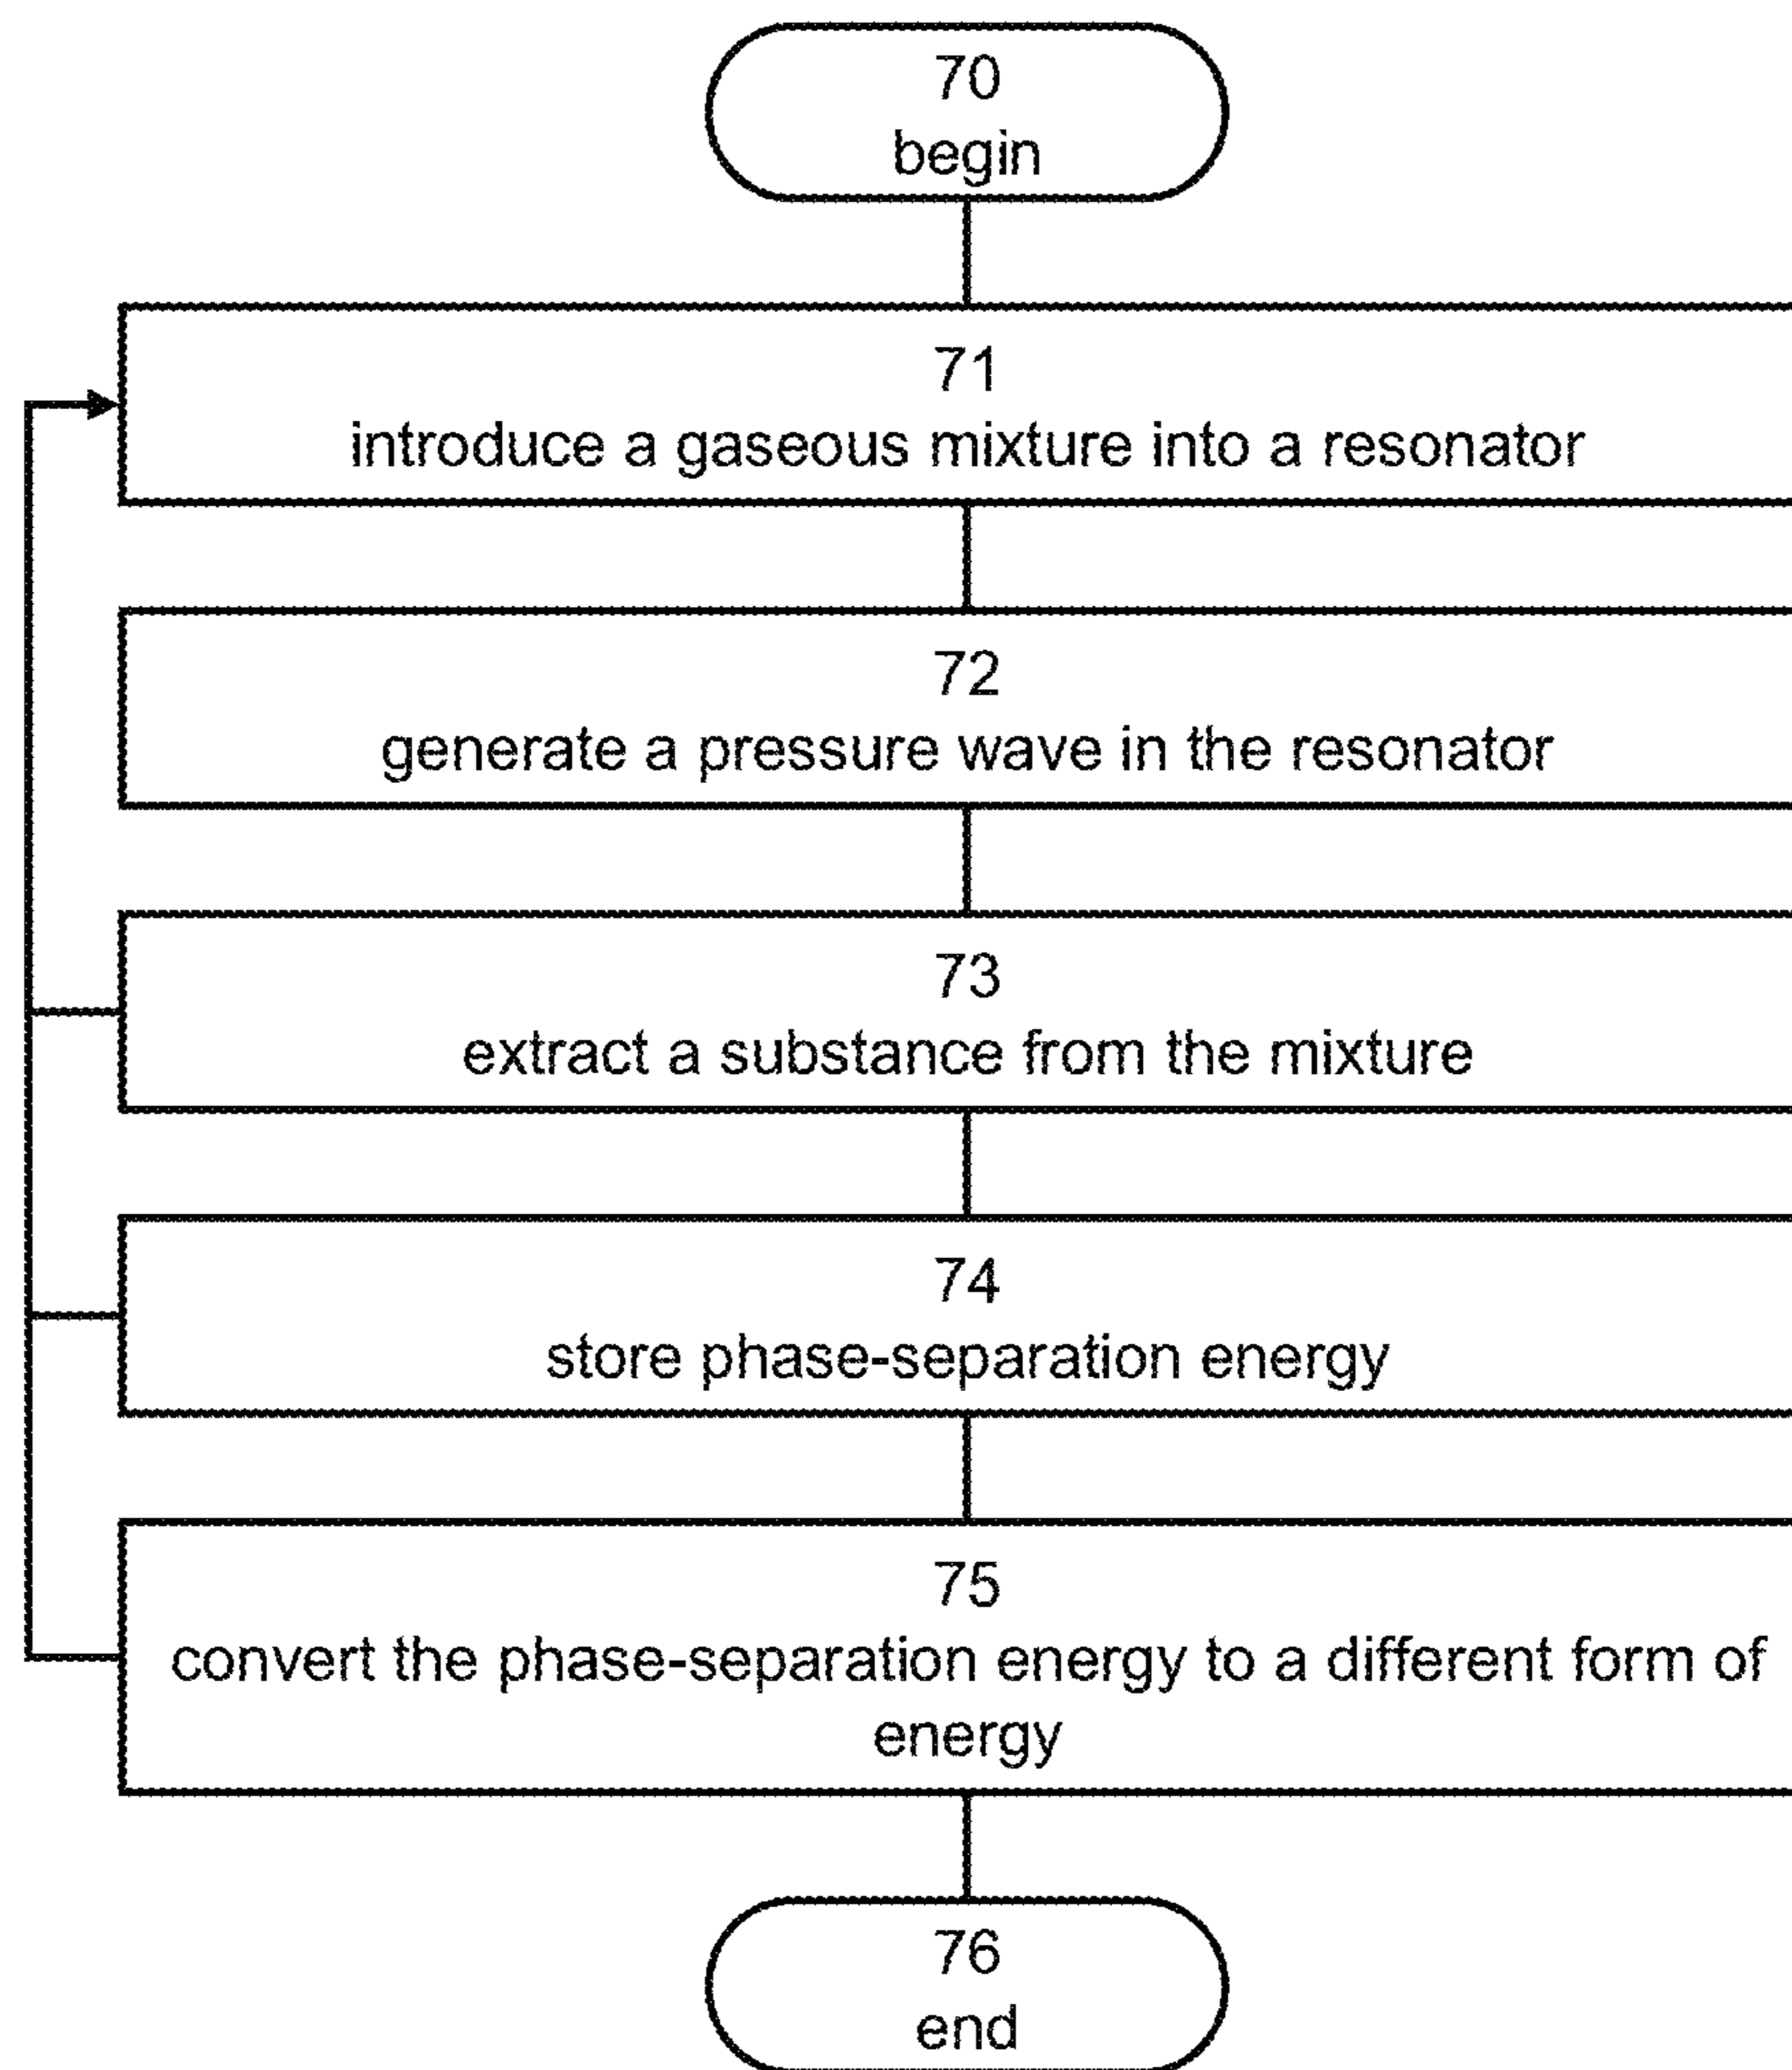 70
begin
71
introduce a gaseous mixture into a resonator
72
generate a pressure wave in the resonator
73
extract a substance from the mixture
74
store phase-separation energy
75
convert the phase-separation energy to a different form of
energy
76
end